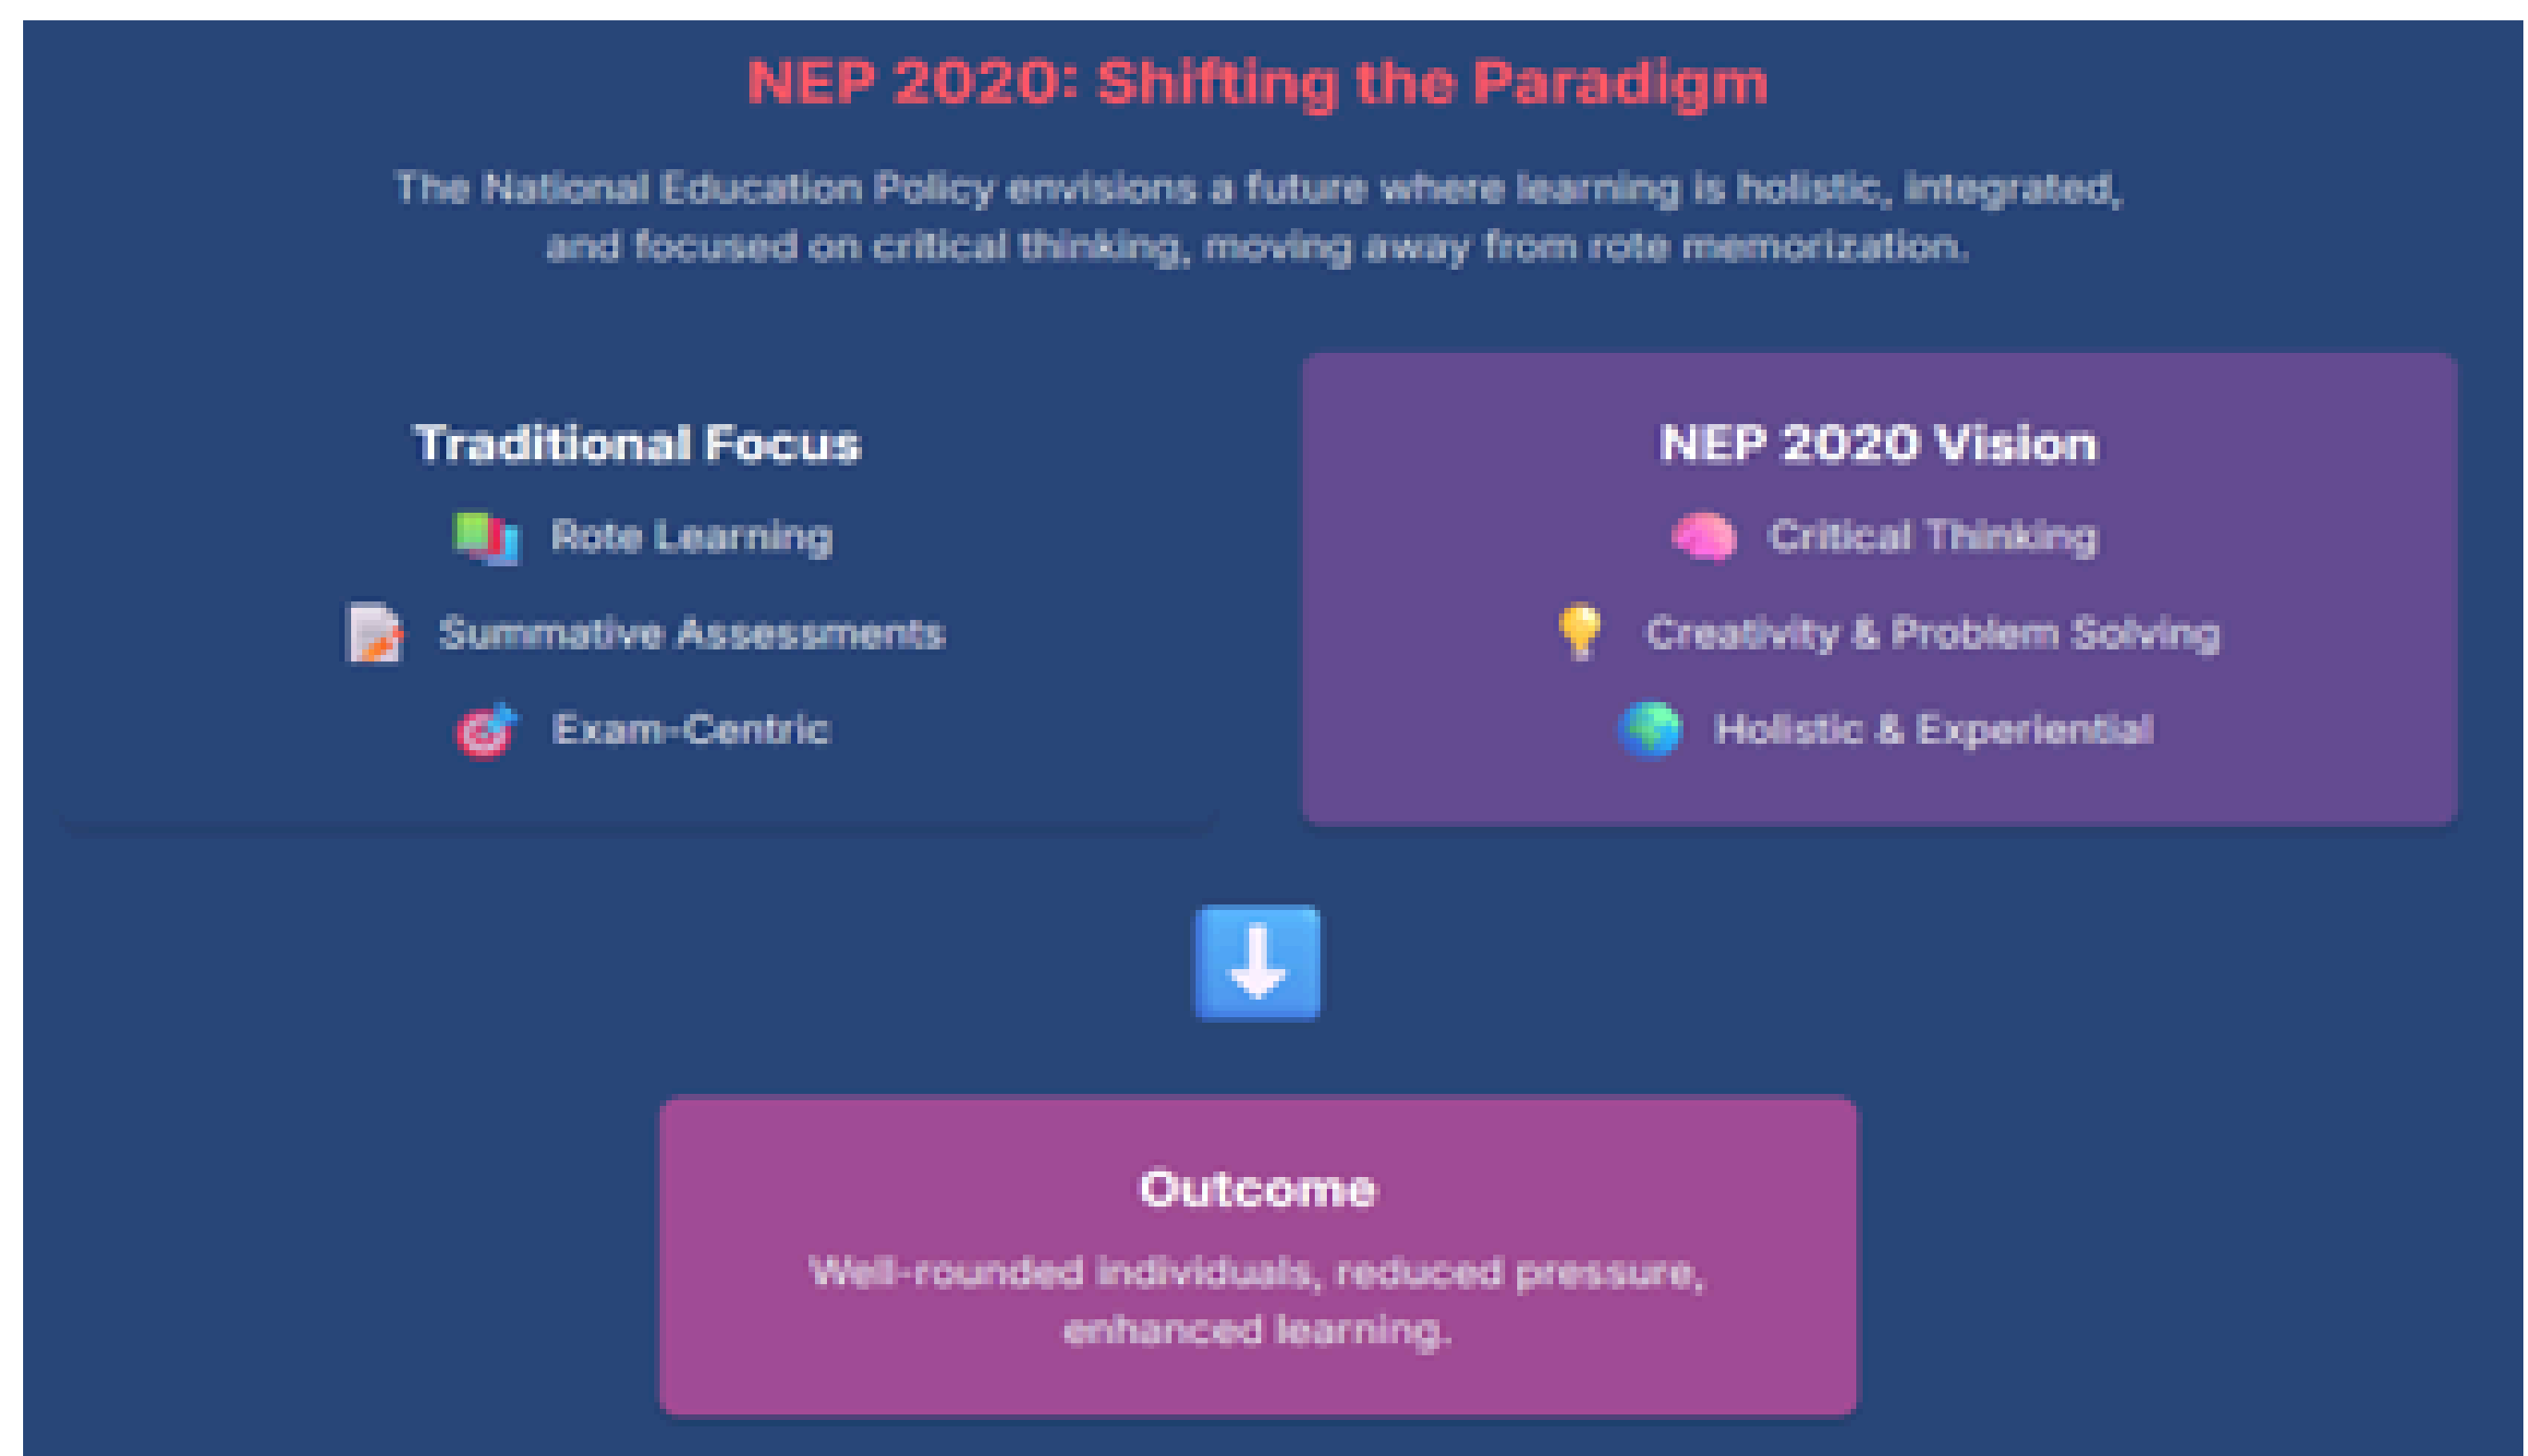 NEP 2020: Shifting the Paradigm
The National Education Policy envisions a future where learning is holistic, integrated,
and focused on critical thinking, moving away from rote memorization.
Traditional Focus
Rote Learning
Summative Assessments
Exam-Centric
NEP 2020 Vision
Critical Thinking
Creativity & Problem Solving
Holistic & Experiential
Outcome
Well-rounded individuals, reduced pressure,
enhanced learning.